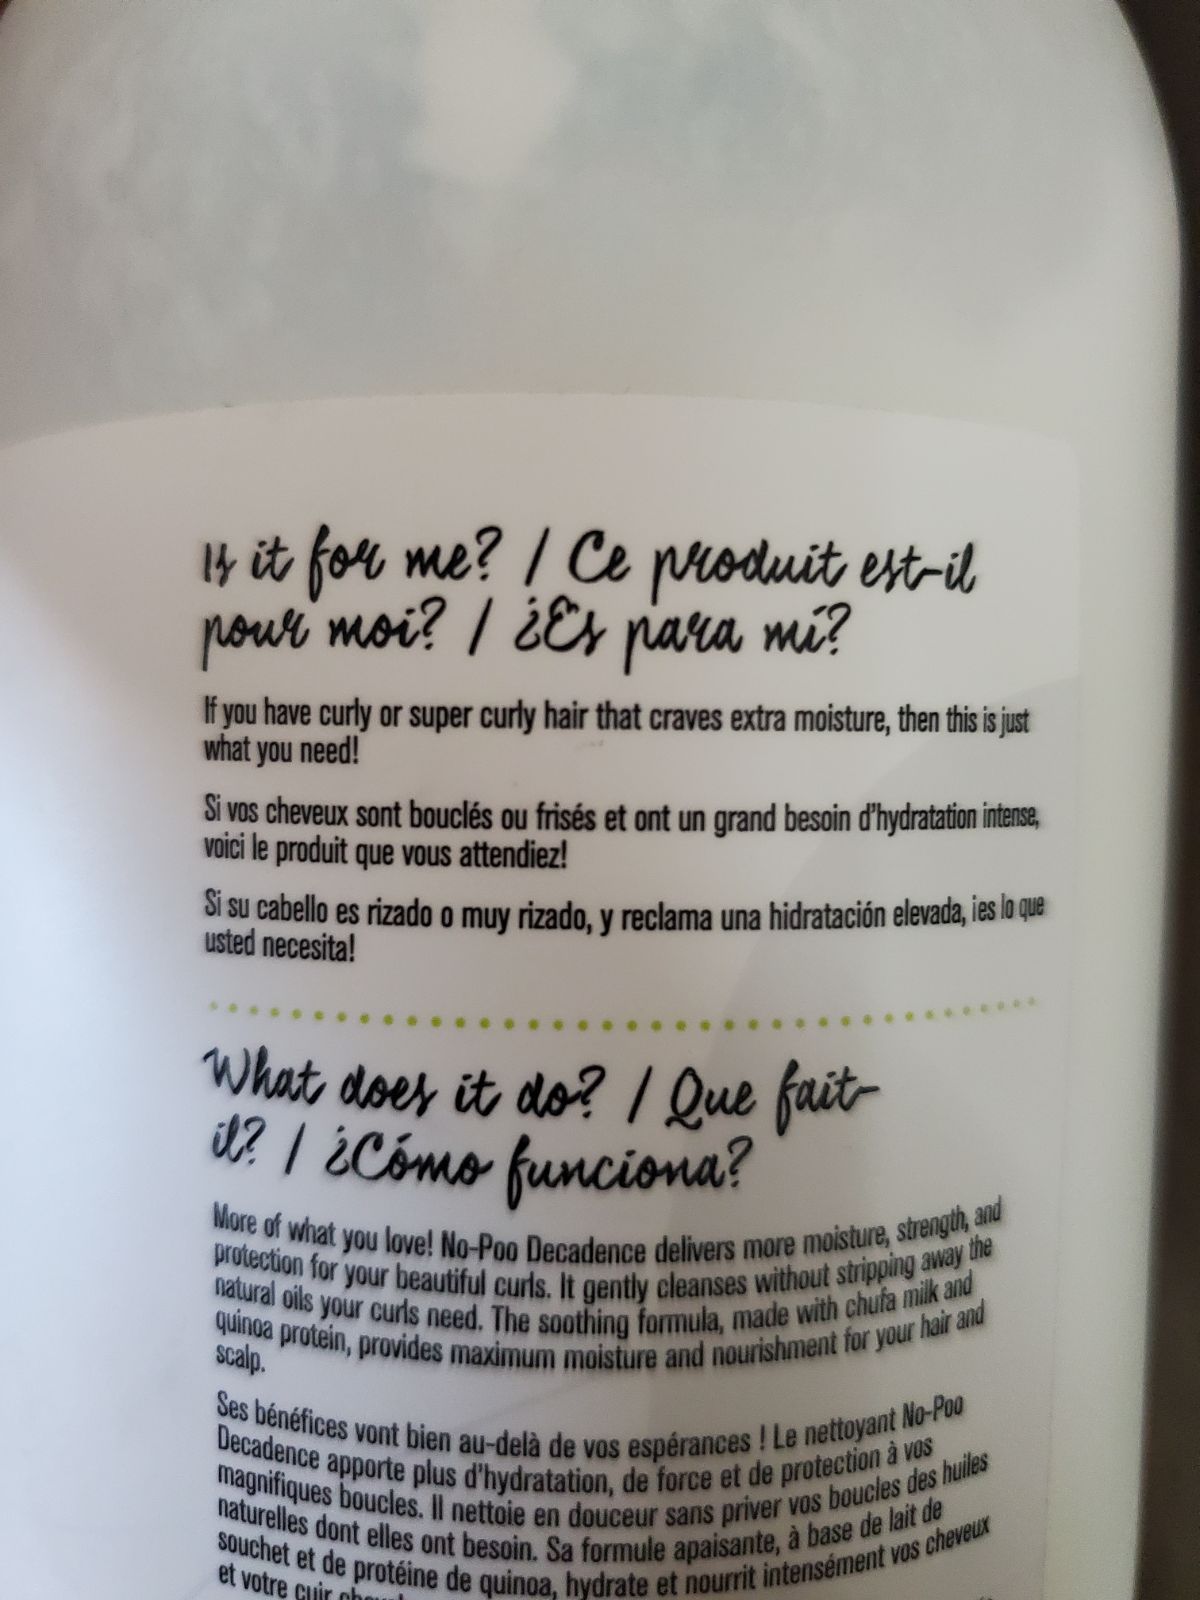 Is it for me? / Ce produit est-il
pour moi? / ¿Es para mí?
If you have curly or super curly hair that craves extra moisture, then this is just
what you need!
Si vos cheveux sont bouclés ou frisés et ont un grand besoin d'hydratation intense,
voici le produit que vous attendiez!
Si su cabello es rizado o muy rizado, y reclama una hidratación elevada, ¡es lo que
usted necesita!
What does it do? / Que fait-
il? / ¿Cómo funciona?
More of what you love! No-Poo Decadence delivers more moisture, strength, and
protection for your beautiful curls. It gently cleanses without stripping away the
natural oils your curls need. The soothing formula, made with chufa milk and
quinoa protein, provides maximum moisture and nourishment for your hair and
scalp.
Ses bénéfices vont bien au-delà de vos espérances ! Le nettoyant No-Poo
Decadence apporte plus d'hydratation, de force et de protection à vos
magnifiques boucles. Il nettoie en douceur sans priver vos boucles des huiles
naturelles dont elles ont besoin. Sa formule apaisante, à base de lait de
souchet et de protéine de quinoa, hydrate et nourrit intensément vos cheveux
et votre cuir